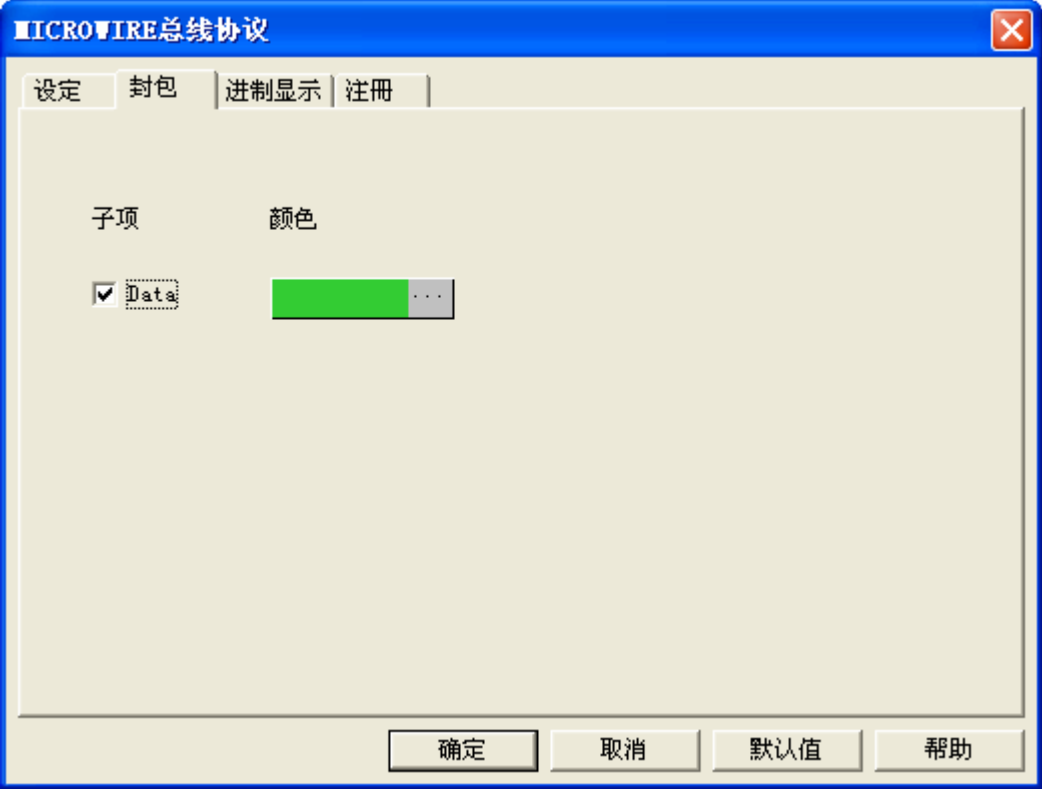 MICROWIRE总线协议
设定 封包 进制显示 注冊
子项 颜色
Data ...
确定 取消 默认值 帮助